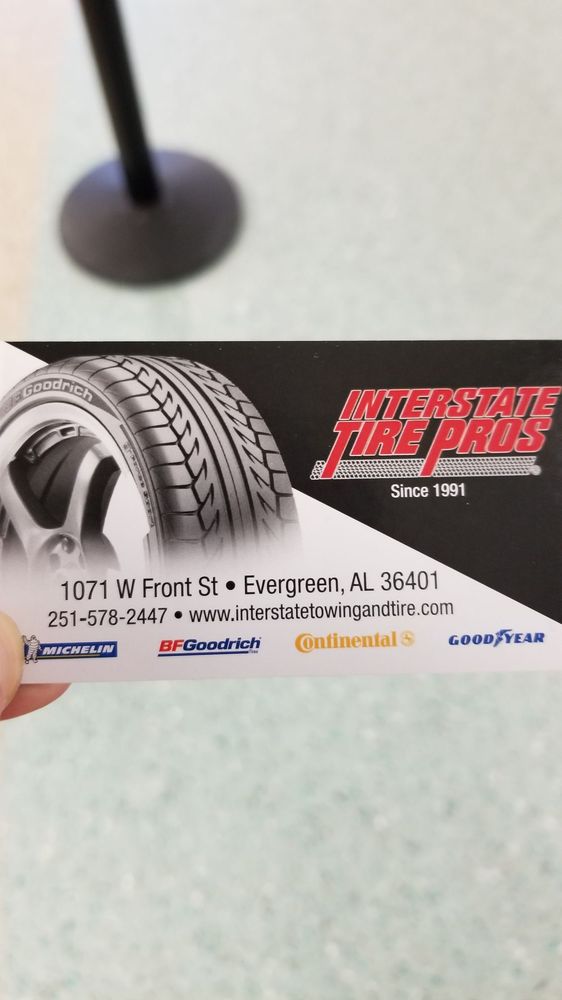 BFGoodrich
INTERSTATE
TIRE PROS
Since 1991
1071 W Front St • Evergreen, AL 36401
251-578-2447 • www.interstatetowingandtire.com
MICHELIN BFGoodrich Continental GOODYEAR